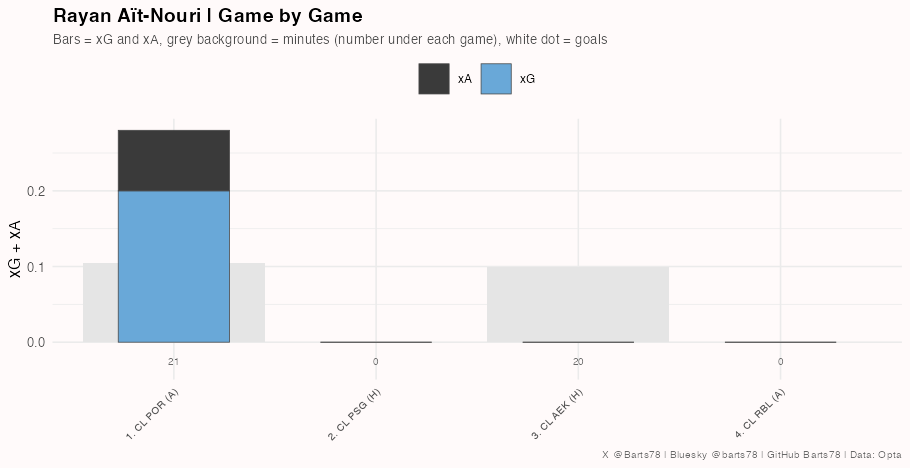 Rayan Aït-Nouri | Game by Game
Bars = xG and xA, grey background = minutes (number under each game), white dot = goals
xA xG
xG + xA
0.2
0.1
0.0
21 0 20 0
1. CL POR (A) 2. CL PSG (H) 3. CL AEK (H) 4. CL RBL (A)
X @Barts78 | Bluesky @barts78 | GitHub Barts78 | Data: Opta